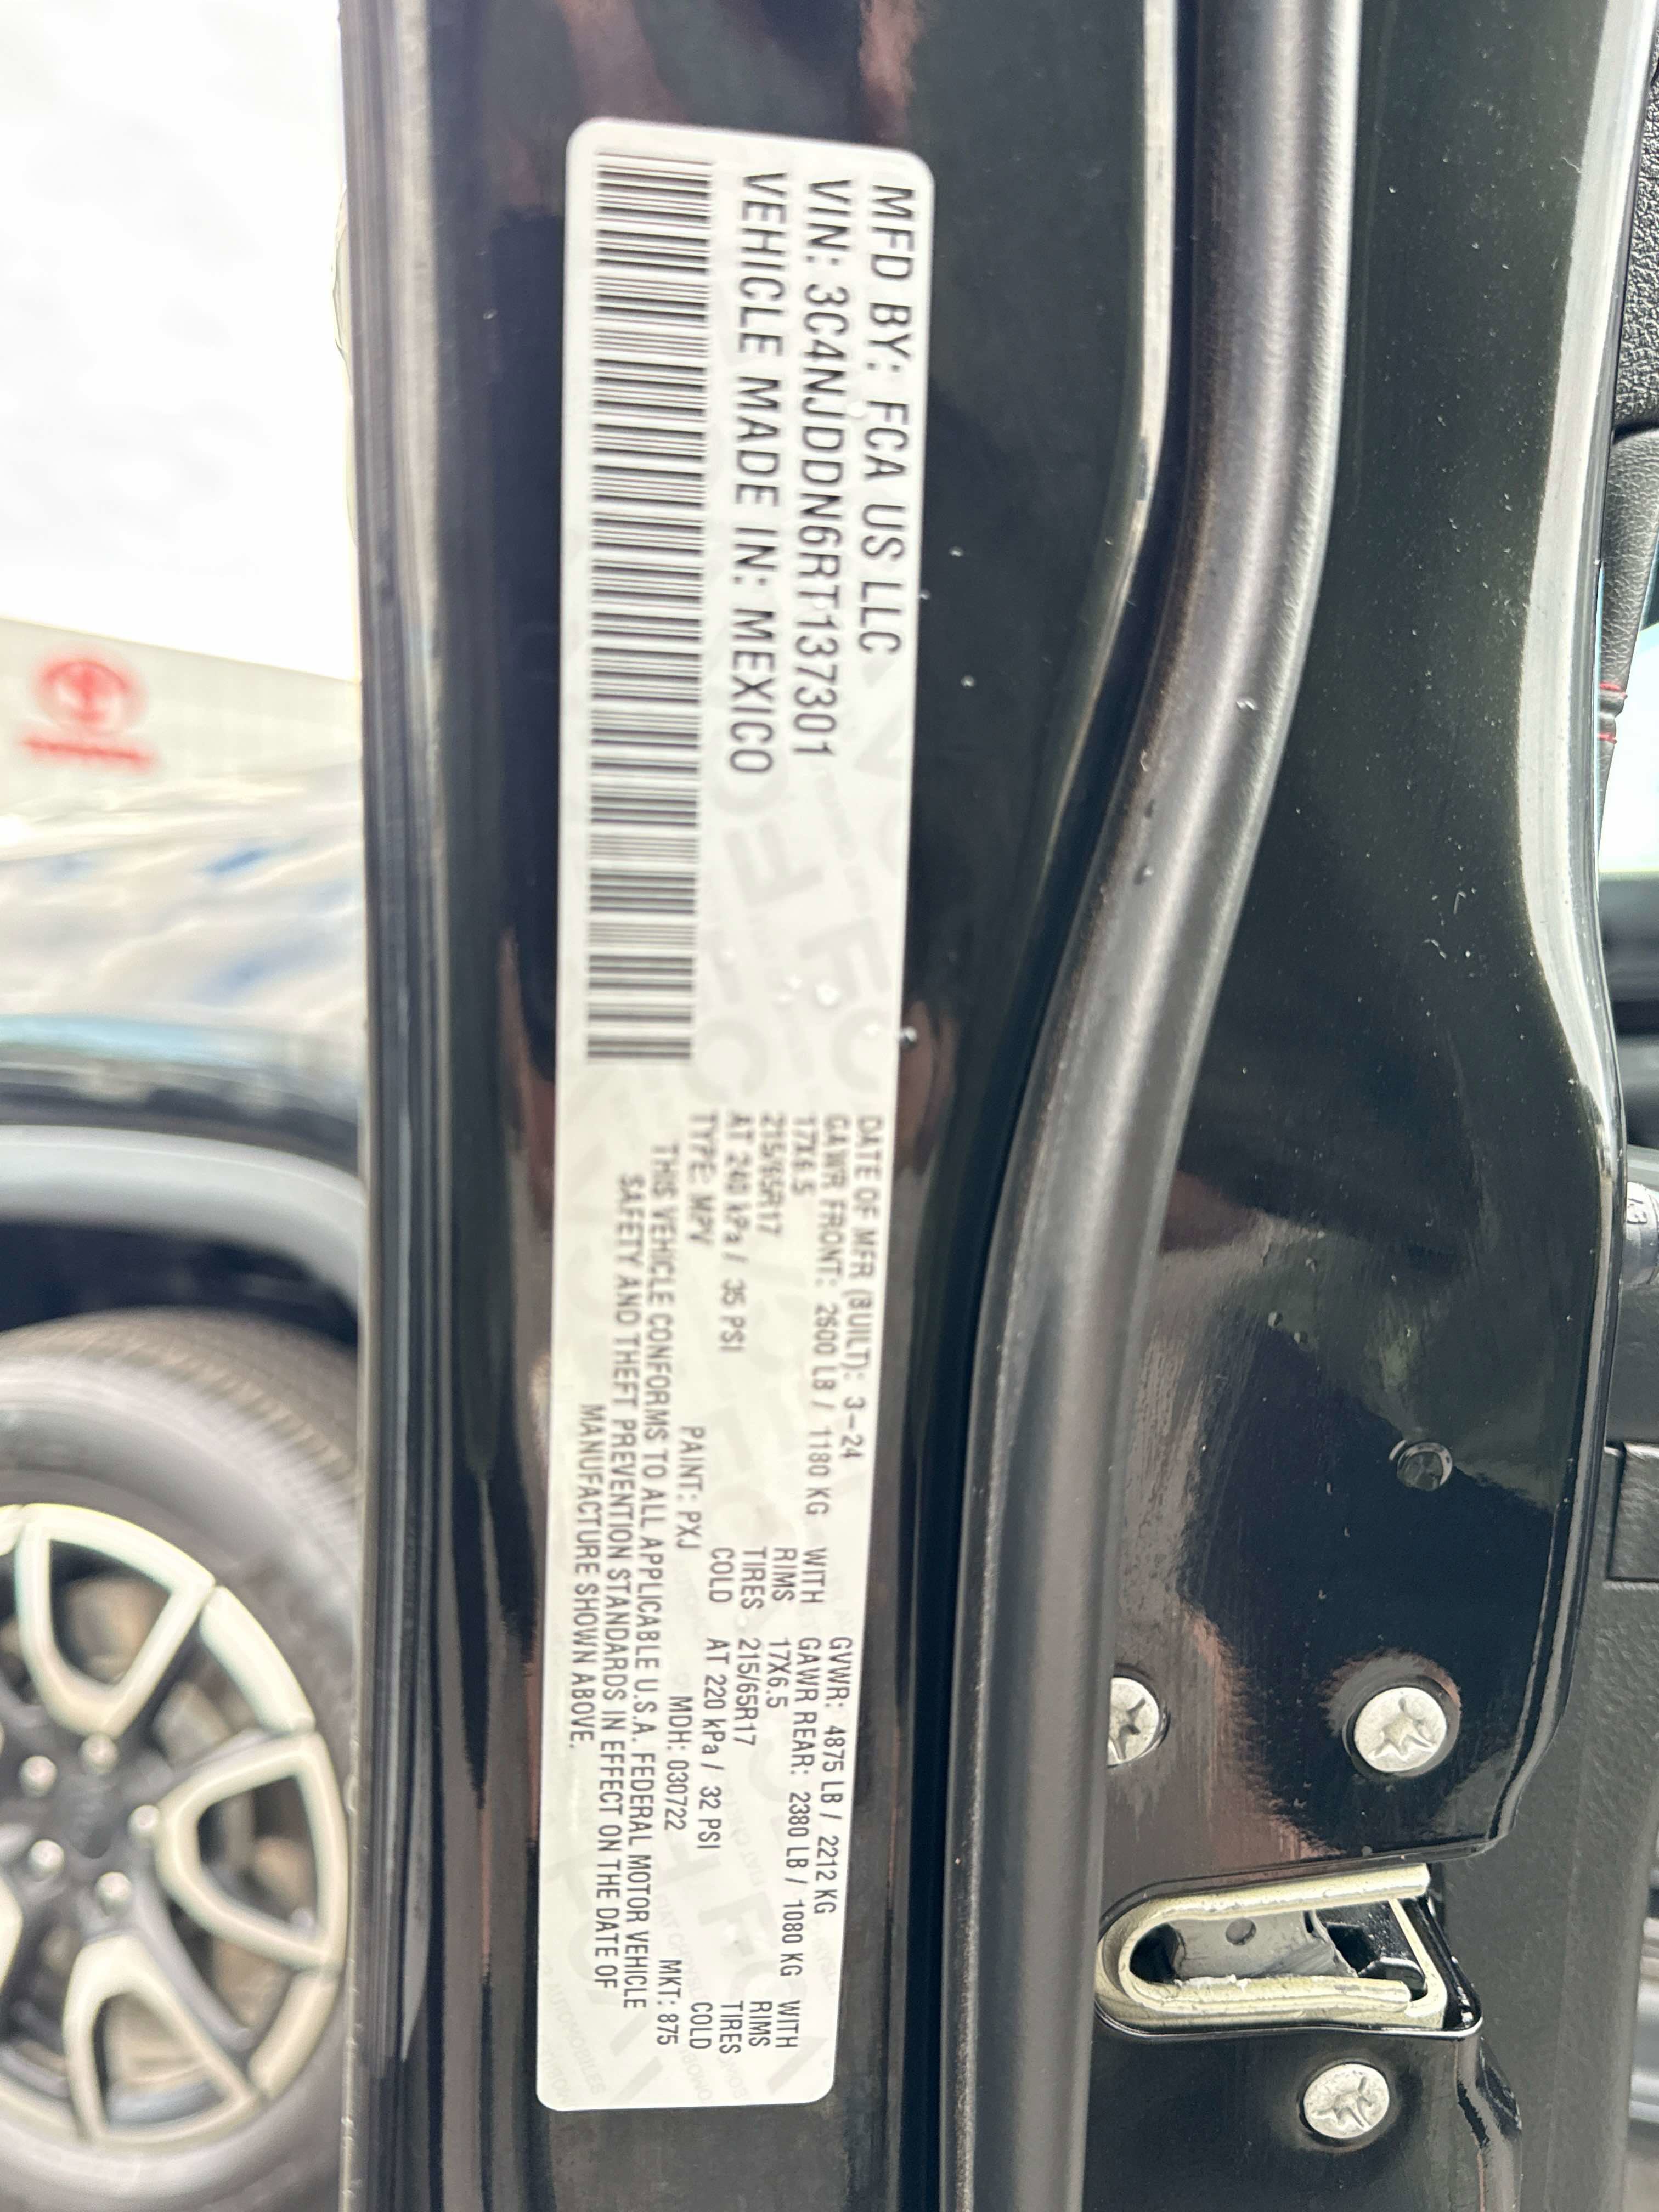 MFD BY: FCA US LLC
VIN: 3C4NJDDN6RT137301
VEHICLE MADE IN: MEXICO
DATE OF MFR (BUILT): 3-24 GVWR: 4875 LB / 2212 KG
GAWR FRONT: 2600 LB / 1180 KG WITH GAWR REAR: 2380 LB / 1080 KG WITH
17X6.5 RIMS 17X6.5 RIMS
215/65R17 TIRES 215/65R17 TIRES
AT 240 kPa / 35 PSI COLD AT 220 kPa / 32 PSI COLD
TYPE: MPV PAINT: PXJ MDH: 030722 MKT: 875
THIS VEHICLE CONFORMS TO ALL APPLICABLE U.S.A. FEDERAL MOTOR VEHICLE
SAFETY AND THEFT PREVENTION STANDARDS IN EFFECT ON THE DATE OF
MANUFACTURE SHOWN ABOVE.